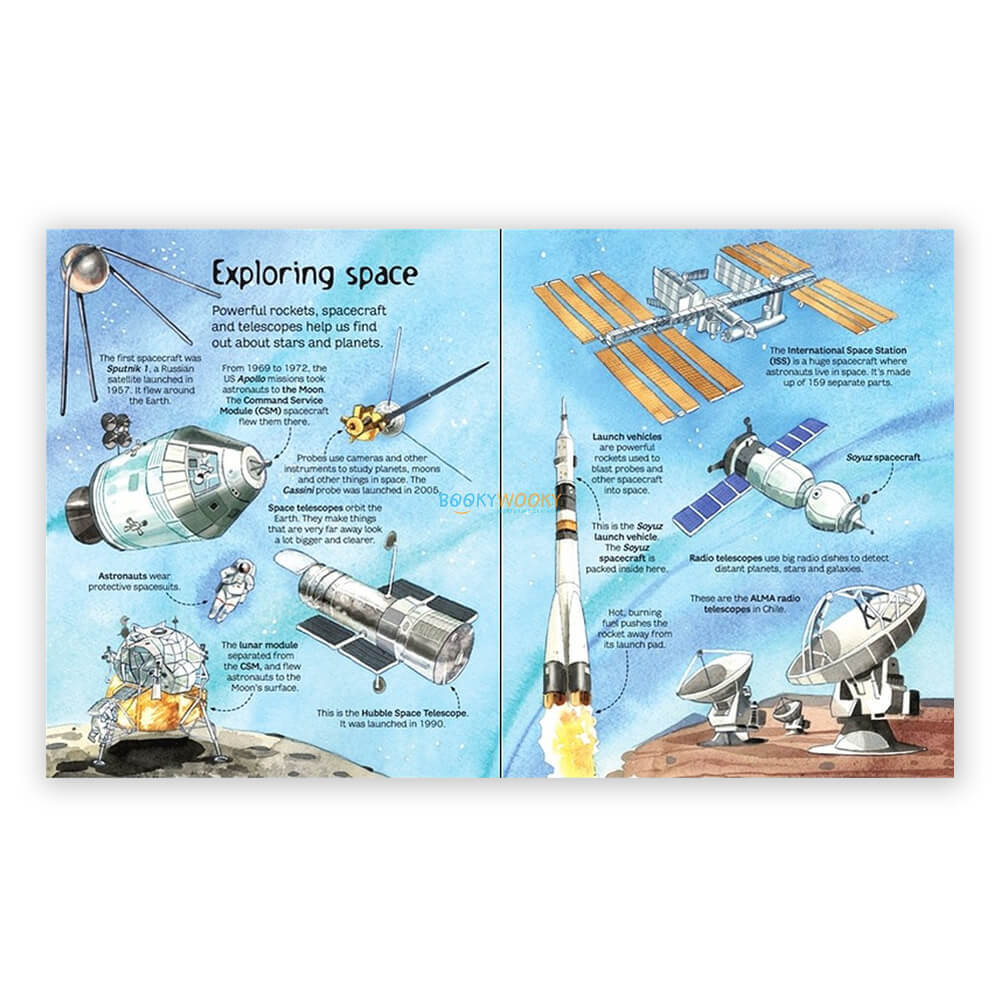 Exploring space
Powerful rockets, spacecraft
and telescopes help us find
out about stars and planets.
The first spacecraft was
Sputnik 1, a Russian
satellite launched in
1957. It flew around
the Earth.
From 1969 to 1972, the
US Apollo missions took
astronauts to the Moon.
The Command Service
Module (CSM) spacecraft
flew them there.
Probes use cameras and other
instruments to study planets, moons
and other things in space. The
Cassini probe was launched in 2005.
Space telescopes orbit the
Earth. They make things
that are very far away look
a lot bigger and clearer.
Astronauts wear
protective spacesuits.
The lunar module
separated from
the CSM, and flew
astronauts to the
Moon's surface.
This is the Hubble Space Telescope.
It was launched in 1990.
BOOKYWOOKY
The International Space Station
(ISS) is a huge spacecraft where
astronauts live in space. It's made
up of 159 separate parts.
Launch vehicles
are powerful
rockets used to
blast probes and
other spacecraft
into space.
Soyuz spacecraft
This is the Soyuz
launch vehicle.
The Soyuz
spacecraft is
packed inside here.
Radio telescopes use big radio dishes to detect
distant planets, stars and galaxies.
These are the ALMA radio
telescopes in Chile.
Hot, burning
fuel pushes the
rocket away from
its launch pad.